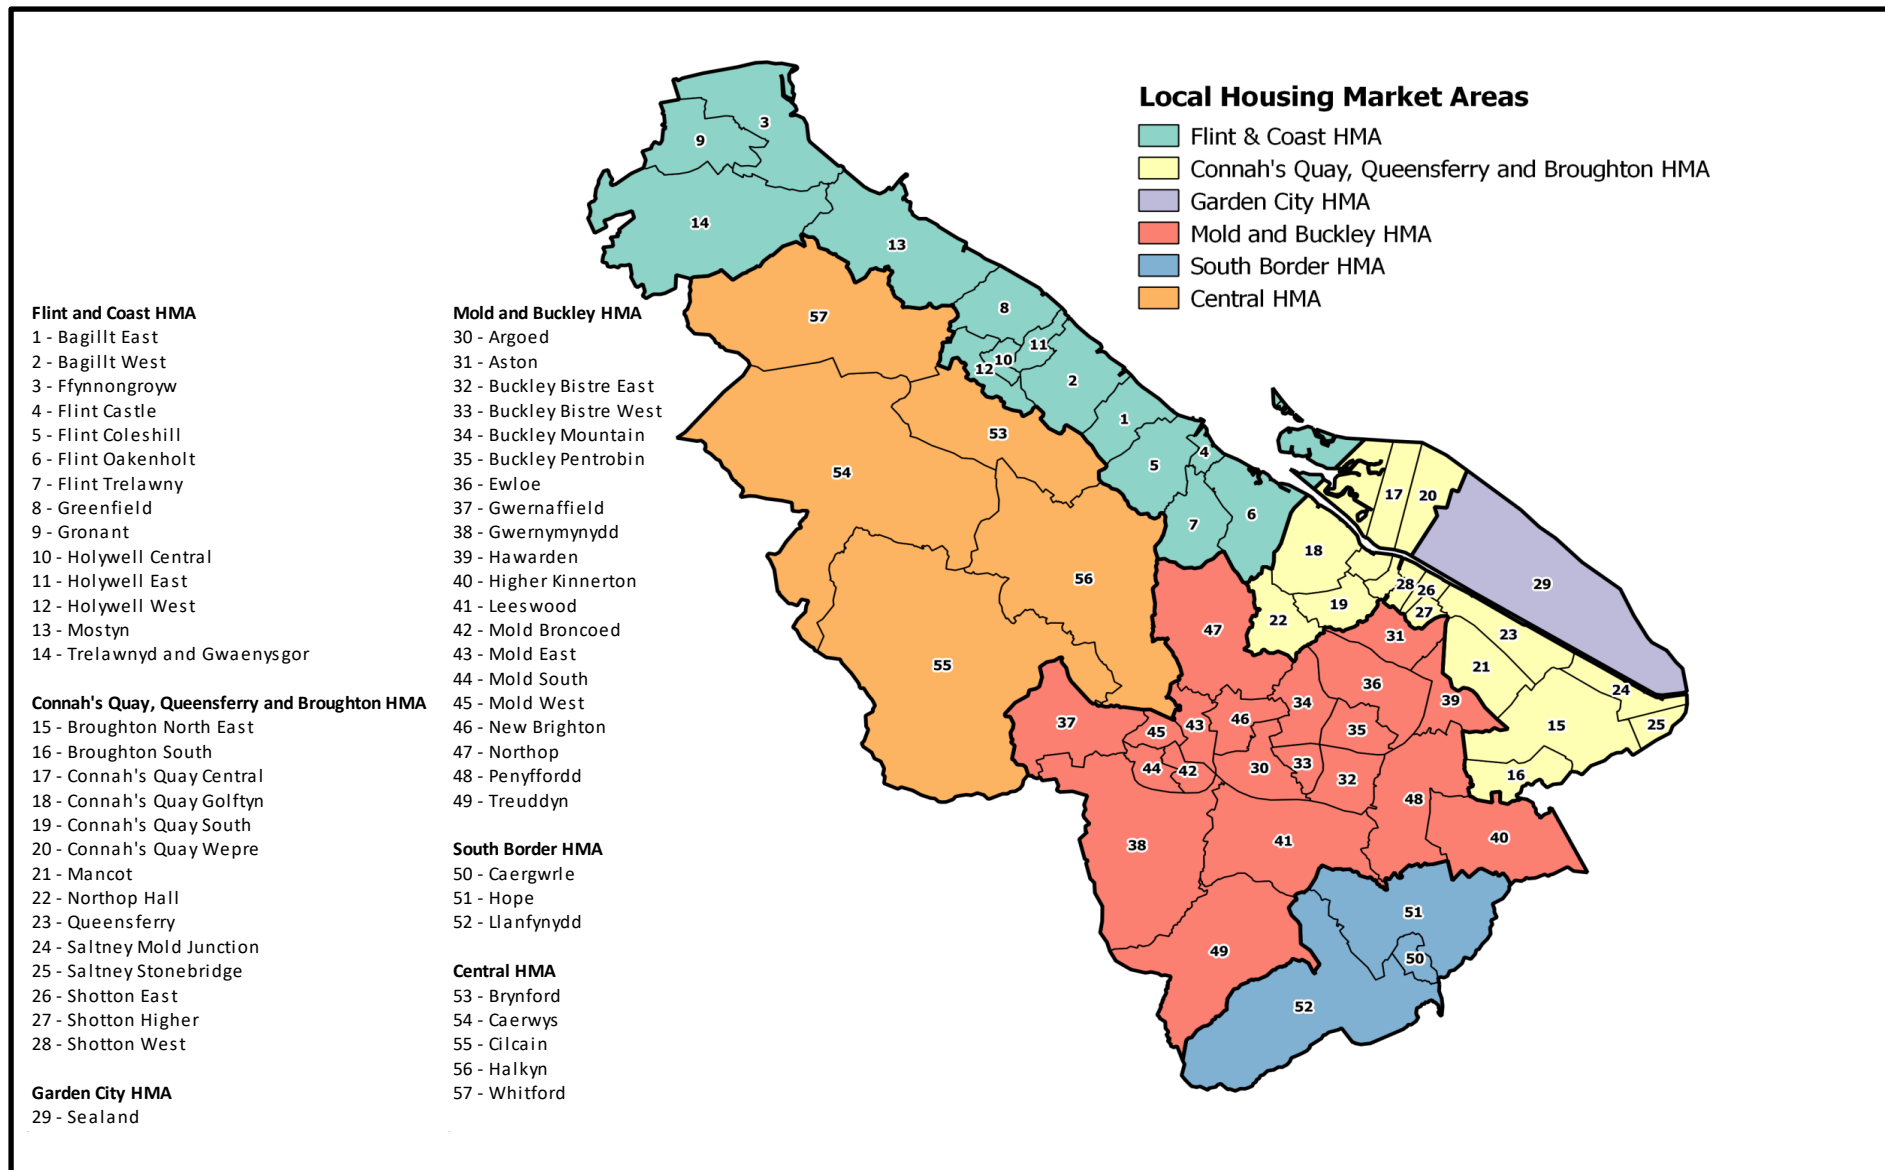 Local Housing Market Areas
Flint & Coast HMA
Connah's Quay, Queensferry and Broughton HMA
Garden City HMA
Mold and Buckley HMA
South Border HMA
Central HMA
Flint and Coast HMA
1 - Bagillt East
2 - Bagillt West
3 - Ffynnongroyw
4 - Flint Castle
5 - Flint Coleshill
6 - Flint Oakenholt
7 - Flint Trelawny
8 - Greenfield
9 - Gronant
10 - Holywell Central
11 - Holywell East
12 - Holywell West
13 - Mostyn
14 - Trelawnyd and Gwaenysgor
Connah's Quay, Queensferry and Broughton HMA
15 - Broughton North East
16 - Broughton South
17 - Connah's Quay Central
18 - Connah's Quay Golftyn
19 - Connah's Quay South
20 - Connah's Quay Wepre
21 - Mancot
22 - Northop Hall
23 - Queensferry
24 - Saltney Mold Junction
25 - Saltney Stonebridge
26 - Shotton East
27 - Shotton Higher
28 - Shotton West
Garden City HMA
29 - Sealand
Mold and Buckley HMA
30 - Argoed
31 - Aston
32 - Buckley Bistre East
33 - Buckley Bistre West
34 - Buckley Mountain
35 - Buckley Pentrobin
36 - Ewloe
37 - Gwernaffield
38 - Gwernymynydd
39 - Hawarden
40 - Higher Kinnerton
41 - Leeswood
42 - Mold Broncoed
43 - Mold East
44 - Mold South
45 - Mold West
46 - New Brighton
47 - Northop
48 - Penyffordd
49 - Treuddyn
South Border HMA
50 - Caergwrle
51 - Hope
52 - Llanfynydd
Central HMA
53 - Brynford
54 - Caerwys
55 - Cilcain
56 - Halkyn
57 - Whitford
3
9
14
13
57
8
11
10
12
2
53
1
54
5
4
17
20
7
6
18
56
28
26
29
19
27
22
47
31
23
55
21
36
24
34
39
37
43
46
45
35
15
25
33
44
42
30
32
16
48
38
41
40
51
49
50
52